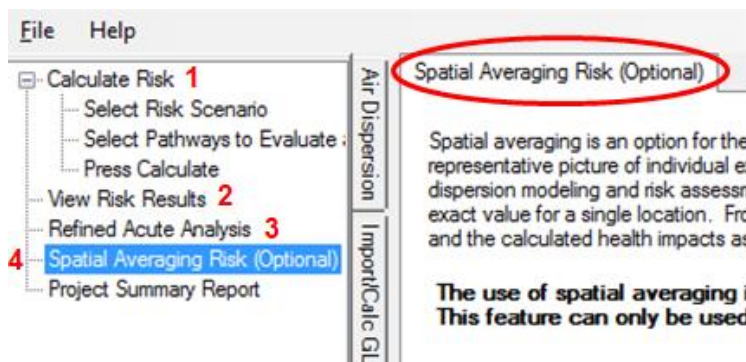 File Help
Calculate Risk 1
Select Risk Scenario
Select Pathways to Evaluate
Press Calculate
View Risk Results 2
Refined Acute Analysis 3
4 Spatial Averaging Risk (Optional)
Project Summary Report
Air Dispersion
Import/Calc GL
Spatial Averaging Risk (Optional)
Spatial averaging is an option for the
representative picture of individual
dispersion modeling and risk
exact value for a single location.
and the calculated health impacts
The use of spatial averaging
This feature can only be used